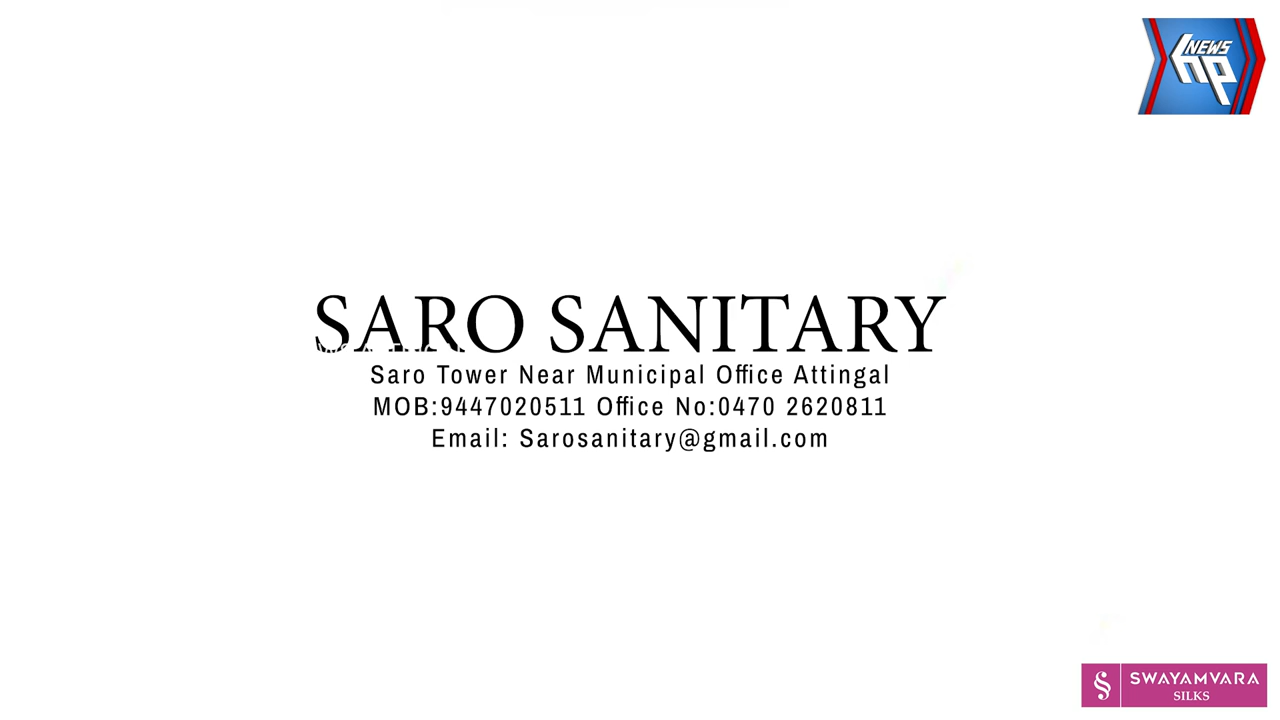 NEWS
np
SARO SANITARY
Saro Tower Near Municipal Office Attingal
MOB:9447020511 Office No:0470 2620811
Email: Sarosanitary@gmail.com
SWAYAMVARA
SILKS